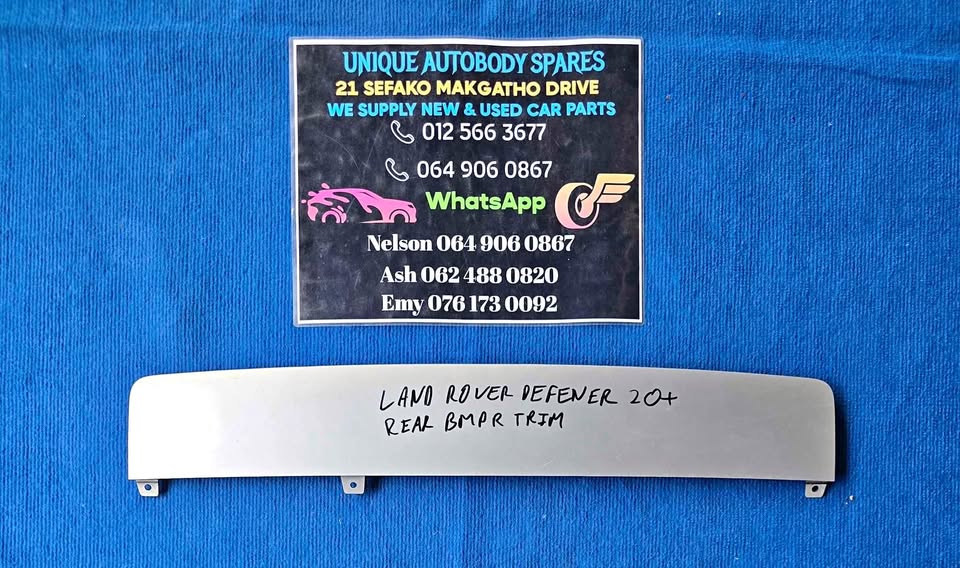 UNIQUE AUTOBODY SPARES
21 SEFAKO MAKGATHO DRIVE
WE SUPPLY NEW & USED CAR PARTS
012 566 3677
064 906 0867
WhatsApp
Nelson 064 906 0867
Ash 062 488 0820
Emy 076 173 0092
LAND ROVER DEFENER 20+
REAR BMPR TRIM